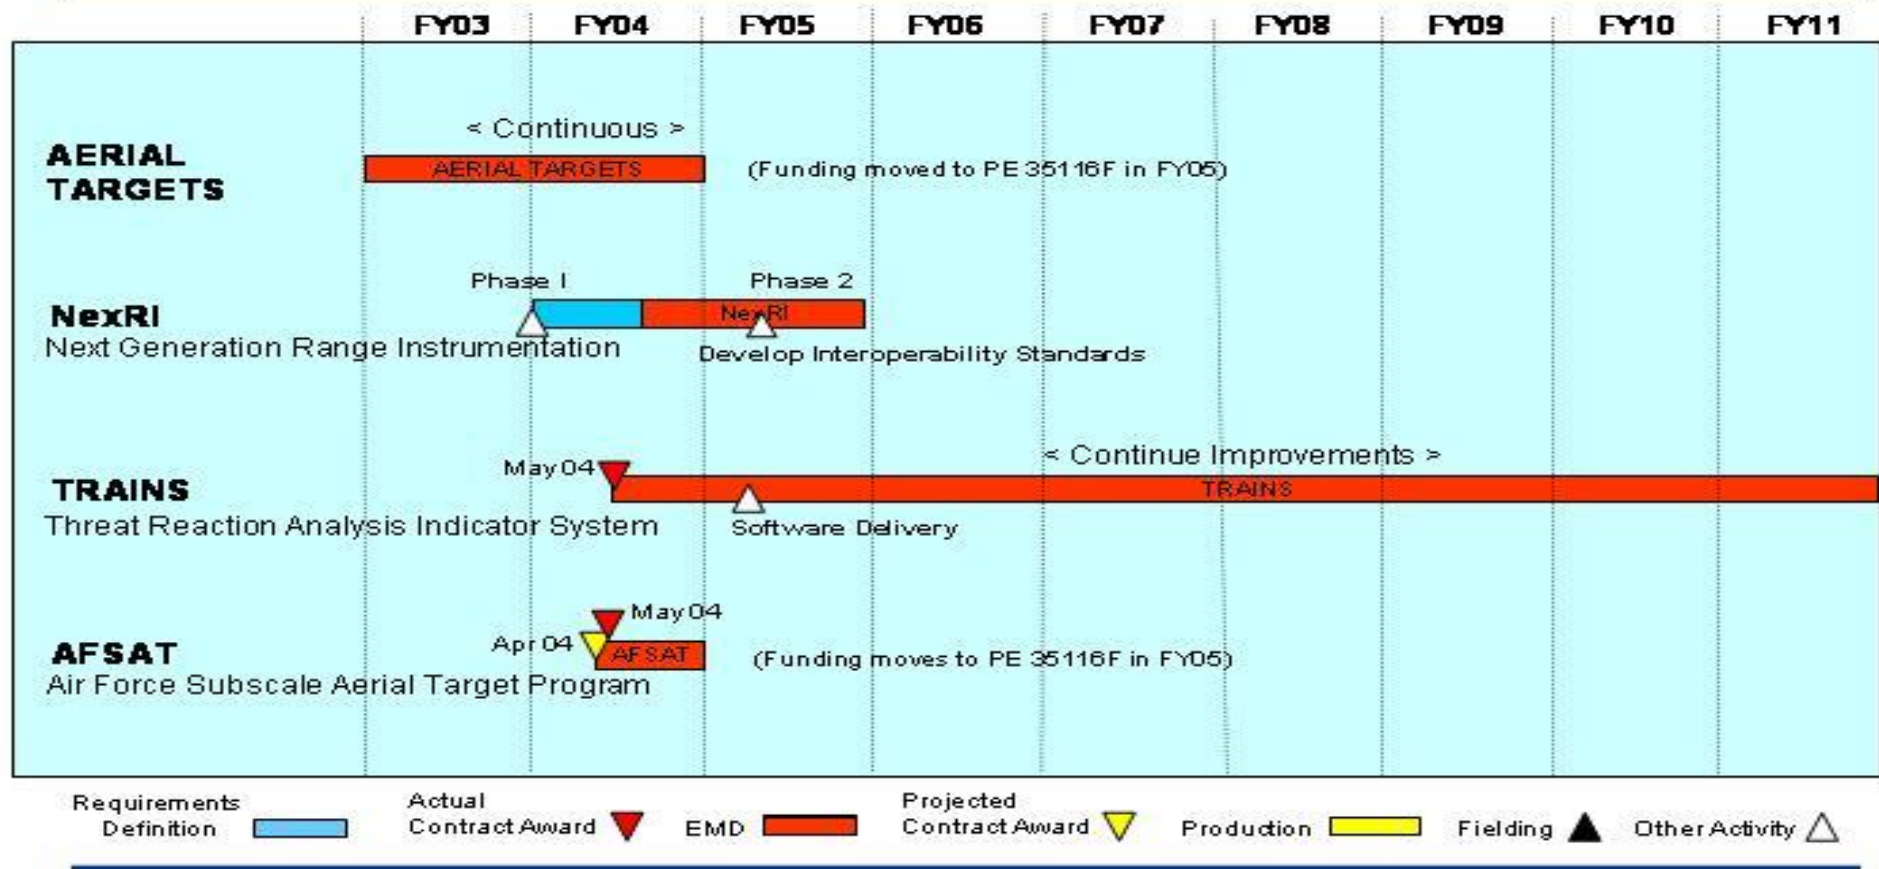 FY03 FY04 FY05 FY06 FY07 FY08 FY09 FY10 FY11
< Continuous >
AERIAL
TARGETS
AERIAL TARGETS
(Funding moved to PE 35116F in FY05)
Phase I
Phase 2
NexRI
NexRI
Next Generation Range Instrumentation
Develop Interoperability Standards
< Continue Improvements >
May 04
TRAINS
TRAINS
Threat Reaction Analysis Indicator System
Software Delivery
May 04
Apr 04
AFSAT
AFSAT
(Funding moves to PE 35116F in FY05)
Air Force Subscale Aerial Target Program
Requirements
Definition
Actual
Contract Award
EMD
Projected
Contract Award
Production
Fielding
Other Activity